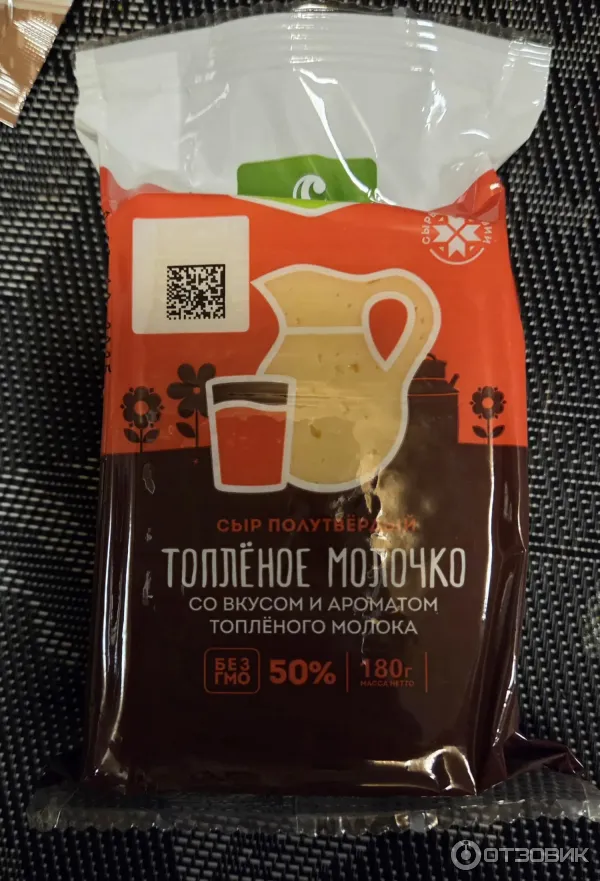 СЫР ПОЛУТВЁРДЫЙ
ТОПЛЁНОЕ МОЛОЧКО
СО ВКУСОМ И АРОМАТОМ
ТОПЛЁНОГО МОЛОКА
БЕЗ
ГМО
50%
180г
МАССА НЕТТО
ОТЗОВИК